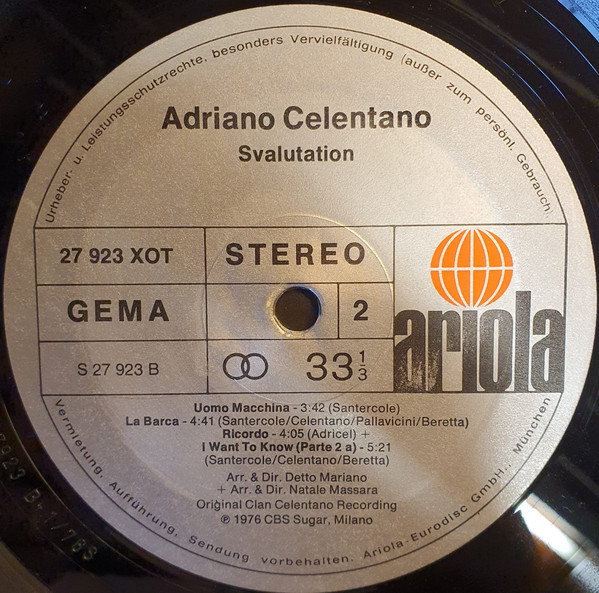 Urheber- u. Leistungsschutzrechte, besonders Vervielfältigung (außer zum persönl. Gebrauch,
Adriano Celentano
Svalutation
27 923 XOT
STEREO
GEMA
2
S 27 923 B
33 1/3
ariola
Uomo Macchina - 3:42 (Santercole)
La Barca - 4:41 (Santercole/Celentano/Pallavicini/Beretta)
Ricordo - 4:05 (Adricel) +
I Want To Know (Parte 2 a) - 5:21
(Santercole/Celentano/Beretta)
Arr. & Dir. Detto Mariano
+ Arr. & Dir. Natale Massara
Original Clan Celentano Recording
℗ 1976 CBS Sugar, Milano
Vermietung, Aufführung, Sendung vorbehalten. Ariola-Eurodisc GmbH., München